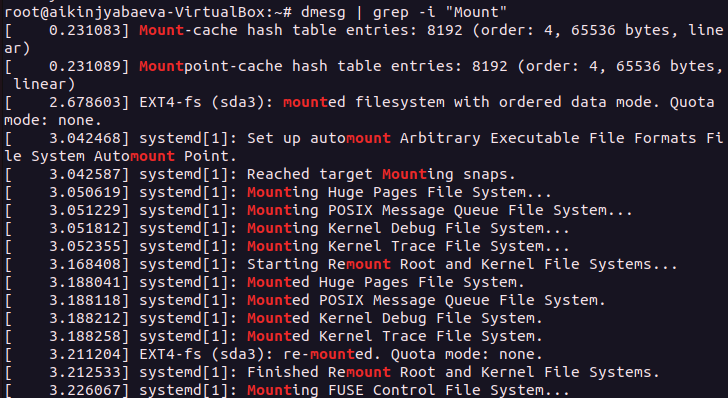 root@aikinjyabaeva-VirtualBox:~# dmesg | grep -i "Mount"
[    0.231083] Mount-cache hash table entries: 8192 (order: 4, 65536 bytes, line
ar)
[    0.231089] Mountpoint-cache hash table entries: 8192 (order: 4, 65536 bytes,
 linear)
[    2.678603] EXT4-fs (sda3): mounted filesystem with ordered data mode. Quota
mode: none.
[    3.042468] systemd[1]: Set up automount Arbitrary Executable File Formats Fi
le System Automount Point.
[    3.042587] systemd[1]: Reached target Mounting snaps.
[    3.050619] systemd[1]: Mounting Huge Pages File System...
[    3.051229] systemd[1]: Mounting POSIX Message Queue File System...
[    3.051812] systemd[1]: Mounting Kernel Debug File System...
[    3.052355] systemd[1]: Mounting Kernel Trace File System...
[    3.168408] systemd[1]: Starting Remount Root and Kernel File Systems...
[    3.188041] systemd[1]: Mounted Huge Pages File System.
[    3.188118] systemd[1]: Mounted POSIX Message Queue File System.
[    3.188212] systemd[1]: Mounted Kernel Debug File System.
[    3.188258] systemd[1]: Mounted Kernel Trace File System.
[    3.211204] EXT4-fs (sda3): re-mounted. Quota mode: none.
[    3.212533] systemd[1]: Finished Remount Root and Kernel File Systems.
[    3.226067] systemd[1]: Mounting FUSE Control File System...